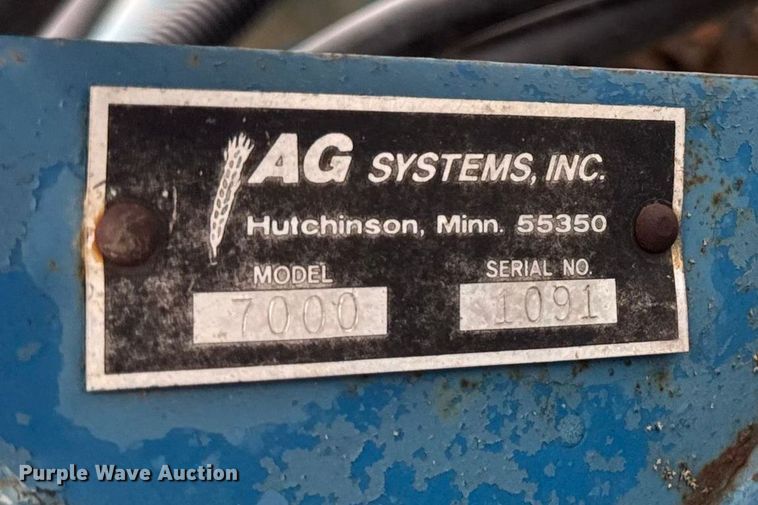 AG SYSTEMS, INC.
Hutchinson, Minn. 55350
MODEL SERIAL NO.
7000 1091
Purple Wave Auction